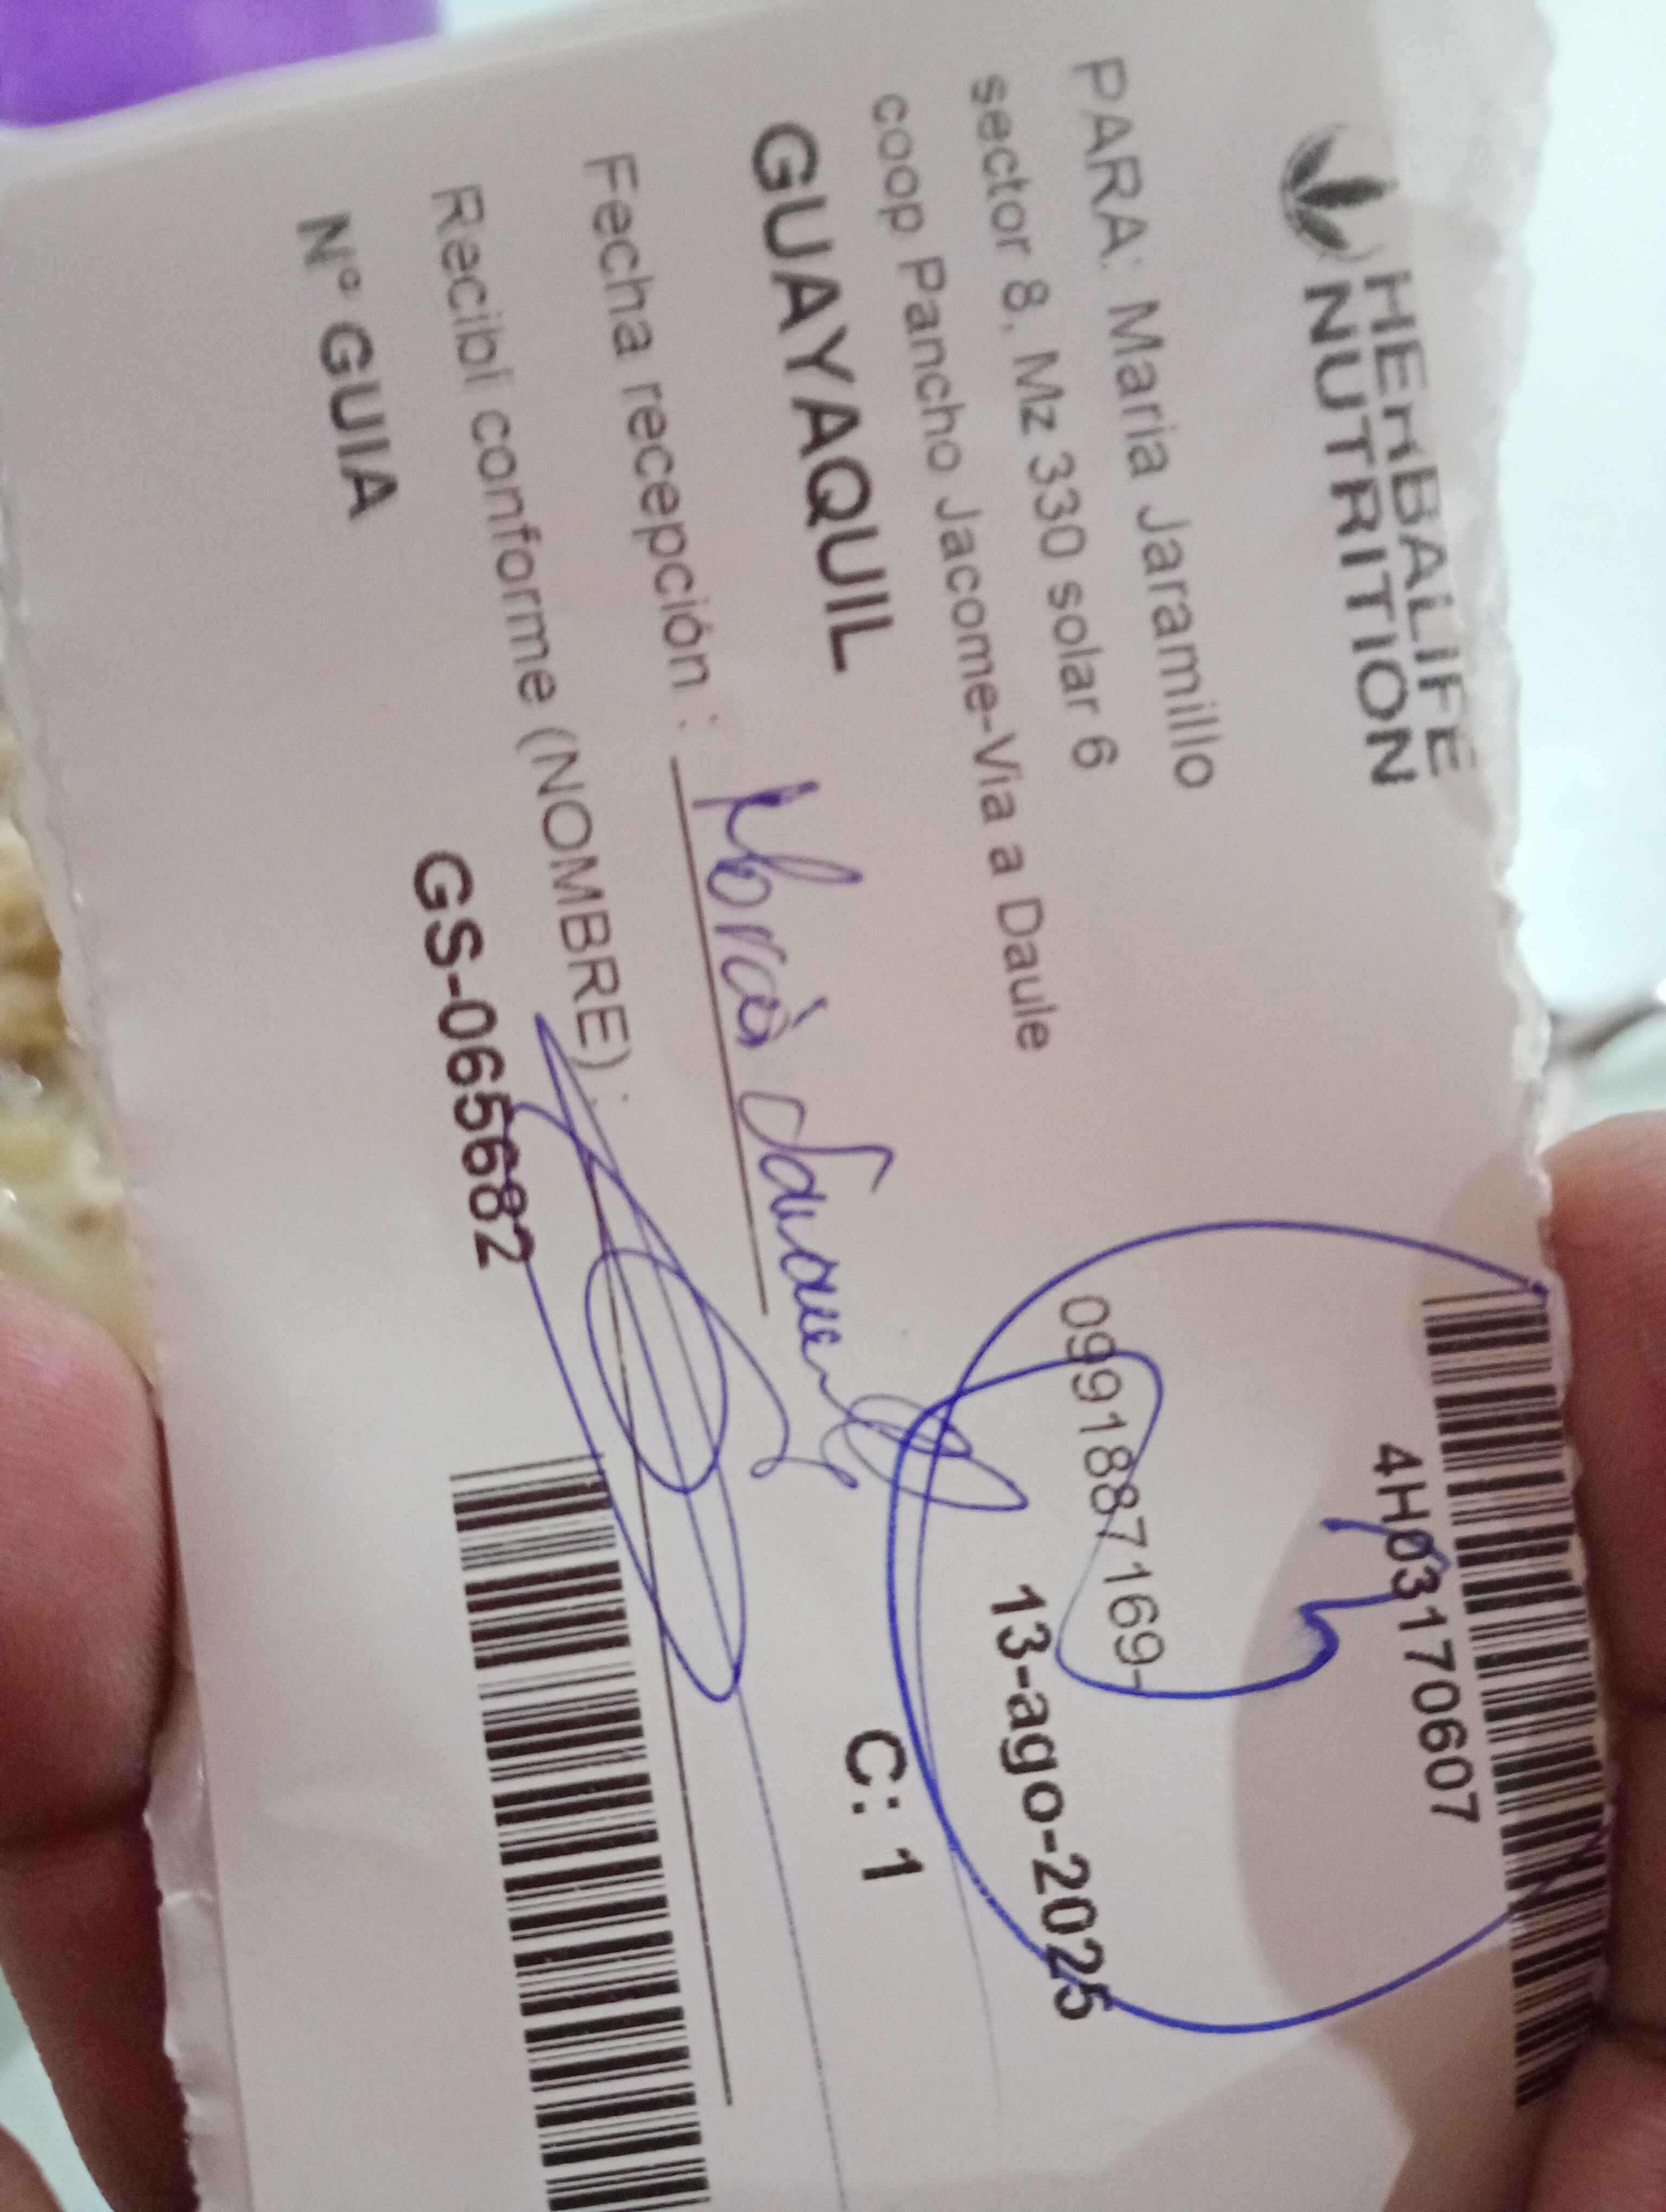 HERBALIFE
NUTRITION
4H03170607
PARA: Maria Jaramillo
sector 8, Mz 330 solar 6
0991887169-
coop Pancho Jacome-Via a Daule
13-ago-2025
GUAYAQUIL
C: 1
Fecha recepción :
Recibí conforme (NOMBRE) :
N° GUIA GS-065682